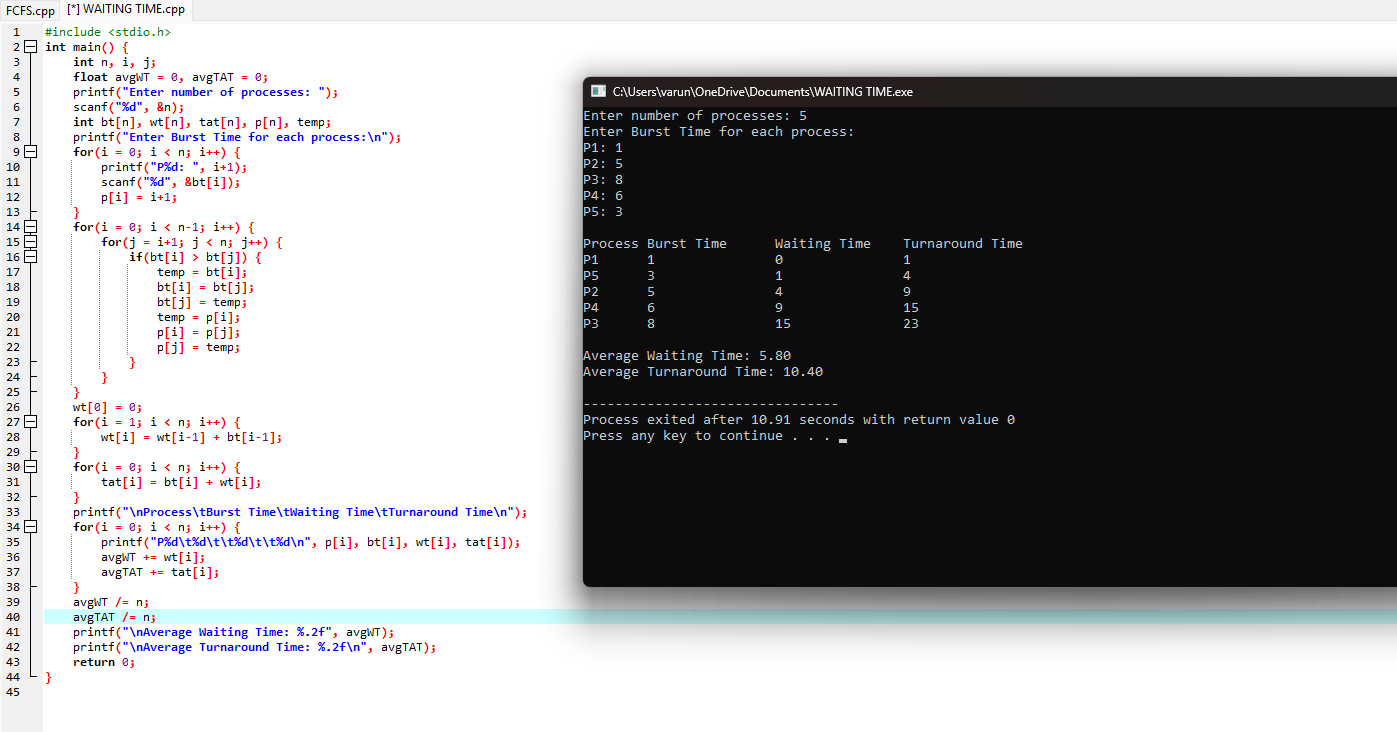 FCFS.cpp [*] WAITING TIME.cpp
1 #include <stdio.h>
2 int main() {
3 int n, i, j;
4 float avgWT = 0, avgTAT = 0;
5 printf("Enter number of processes: ");
6 scanf("%d", &n);
7 int bt[n], wt[n], tat[n], p[n], temp;
8 printf("Enter Burst Time for each process:\n");
9 for(i = 0; i < n; i++) {
10 printf("P%d: ", i+1);
11 scanf("%d", &bt[i]);
12 p[i] = i+1;
13 }
14 for(i = 0; i < n-1; i++) {
15 for(j = i+1; j < n; j++) {
16 if(bt[i] > bt[j]) {
17 temp = bt[i];
18 bt[i] = bt[j];
19 bt[j] = temp;
20 temp = p[i];
21 p[i] = p[j];
22 p[j] = temp;
23 }
24 }
25 }
26 wt[0] = 0;
27 for(i = 1; i < n; i++) {
28 wt[i] = wt[i-1] + bt[i-1];
29 }
30 for(i = 0; i < n; i++) {
31 tat[i] = bt[i] + wt[i];
32 }
33 printf("\nProcess\tBurst Time\tWaiting Time\tTurnaround Time\n");
34 for(i = 0; i < n; i++) {
35 printf("P%d\t%d\t\t%d\t\t%d\n", p[i], bt[i], wt[i], tat[i]);
36 avgWT += wt[i];
37 avgTAT += tat[i];
38 }
39 avgWT /= n;
40 avgTAT /= n;
41 printf("\nAverage Waiting Time: %.2f", avgWT);
42 printf("\nAverage Turnaround Time: %.2f\n", avgTAT);
43 return 0;
44 }
45
C:\Users\varun\OneDrive\Documents\WAITING TIME.exe
Enter number of processes: 5
Enter Burst Time for each process:
P1: 1
P2: 5
P3: 8
P4: 6
P5: 3
Process Burst Time Waiting Time Turnaround Time
P1 1 0 1
P5 3 1 4
P2 5 4 9
P4 6 9 15
P3 8 15 23
Average Waiting Time: 5.80
Average Turnaround Time: 10.40
--------------------------------
Process exited after 10.91 seconds with return value 0
Press any key to continue . . .